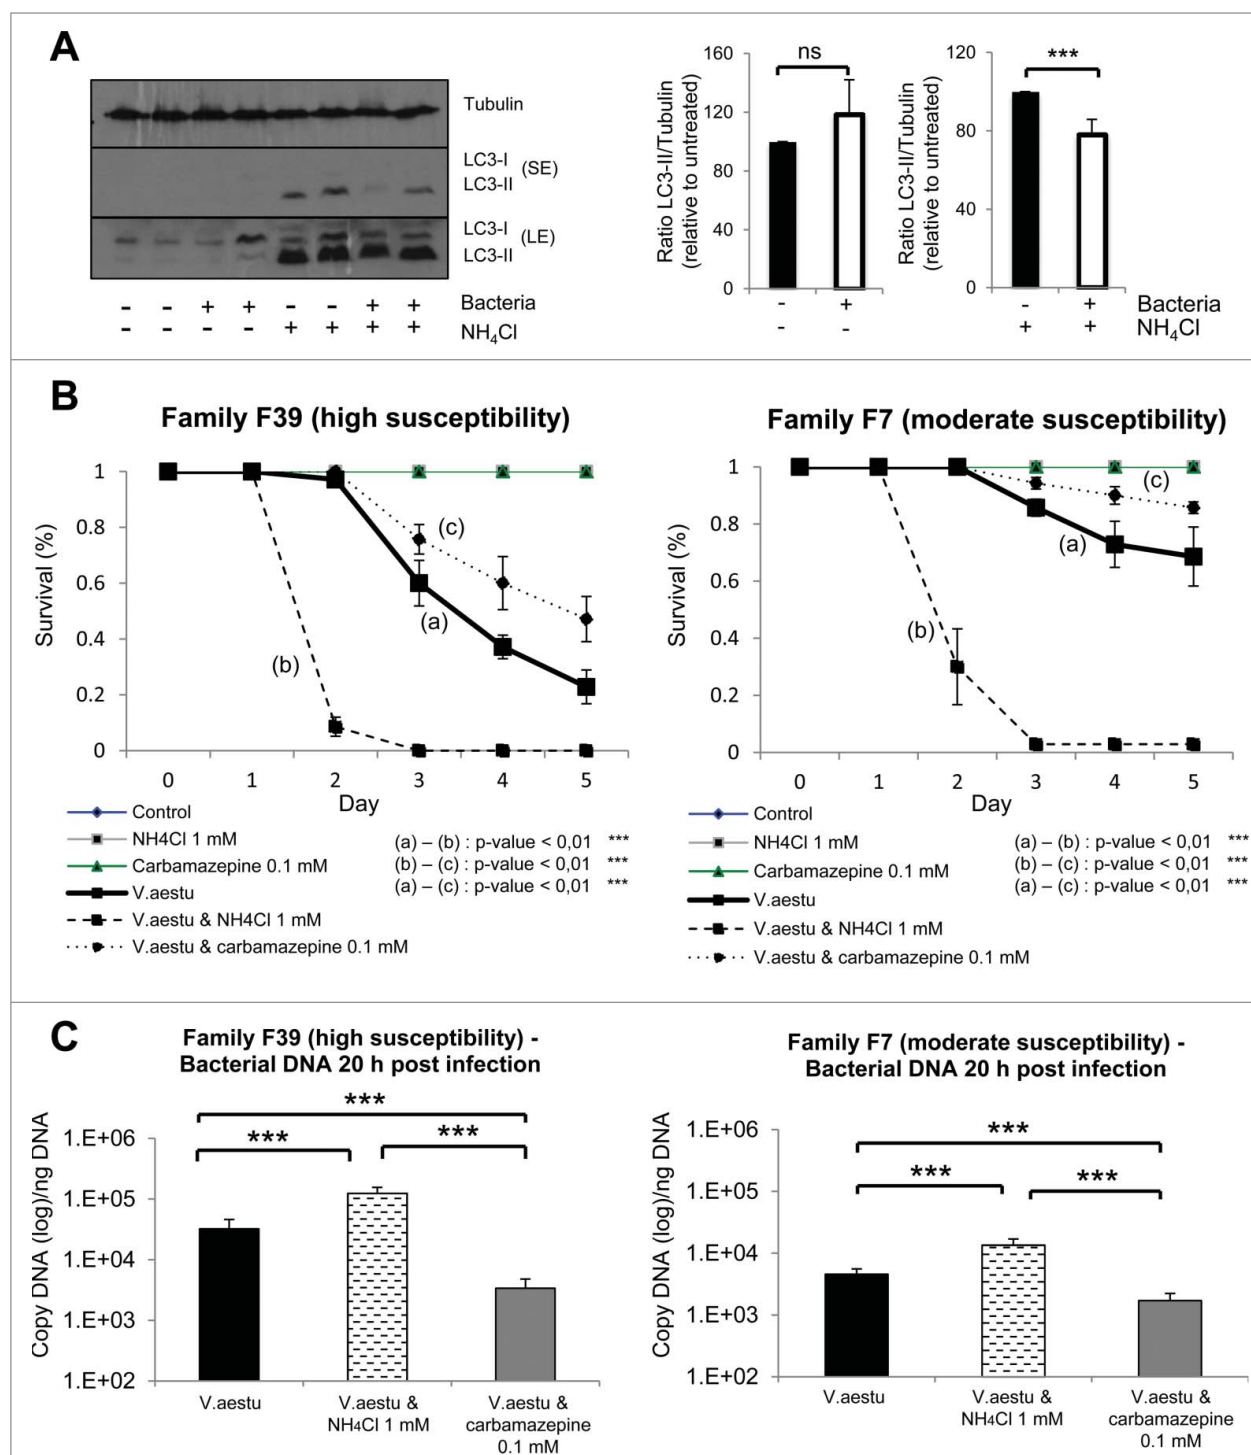 A
Tubulin
LC3-I
(SE)
LC3-II
LC3-I
(LE)
LC3-II
- - + + - - + + Bacteria
- - - - + + + + NH4Cl
Ratio LC3-II/Tubulin
(relative to untreated)
160
120
80
40
0
ns
- +
- -
Ratio LC3-II/Tubulin
(relative to untreated)
120
80
40
0
***
- + Bacteria
+ + NH4Cl
B
Family F39 (high susceptibility)
Survival (%)
1
0.8
0.6
0.4
0.2
0
(c)
(a)
(b)
0 1 2 3 4 5
Day
Control
NH4Cl 1 mM
Carbamazepine 0.1 mM
V.aestu
V.aestu & NH4Cl 1 mM
V.aestu & carbamazepine 0.1 mM
(a) – (b) : p-value < 0,01 ***
(b) – (c) : p-value < 0,01 ***
(a) – (c) : p-value < 0,01 ***
Family F7 (moderate susceptibility)
Survival (%)
1
0.8
0.6
0.4
0.2
0
(c)
(a)
(b)
0 1 2 3 4 5
Day
Control
NH4Cl 1 mM
Carbamazepine 0.1 mM
V.aestu
V.aestu & NH4Cl 1 mM
V.aestu & carbamazepine 0.1 mM
(a) – (b) : p-value < 0,01 ***
(b) – (c) : p-value < 0,01 ***
(a) – (c) : p-value < 0,01 ***
C
Family F39 (high susceptibility) -
Bacterial DNA 20 h post infection
Copy DNA (log)/ng DNA
1.E+06
1.E+05
1.E+04
1.E+03
1.E+02
***
*** ***
V.aestu
V.aestu &
NH4Cl 1 mM
V.aestu &
carbamazepine
0.1 mM
Family F7 (moderate susceptibility) -
Bacterial DNA 20 h post infection
Copy DNA (log)/ng DNA
1.E+06
1.E+05
1.E+04
1.E+03
1.E+02
***
*** ***
V.aestu
V.aestu &
NH4Cl 1 mM
V.aestu &
carbamazepine
0.1 mM